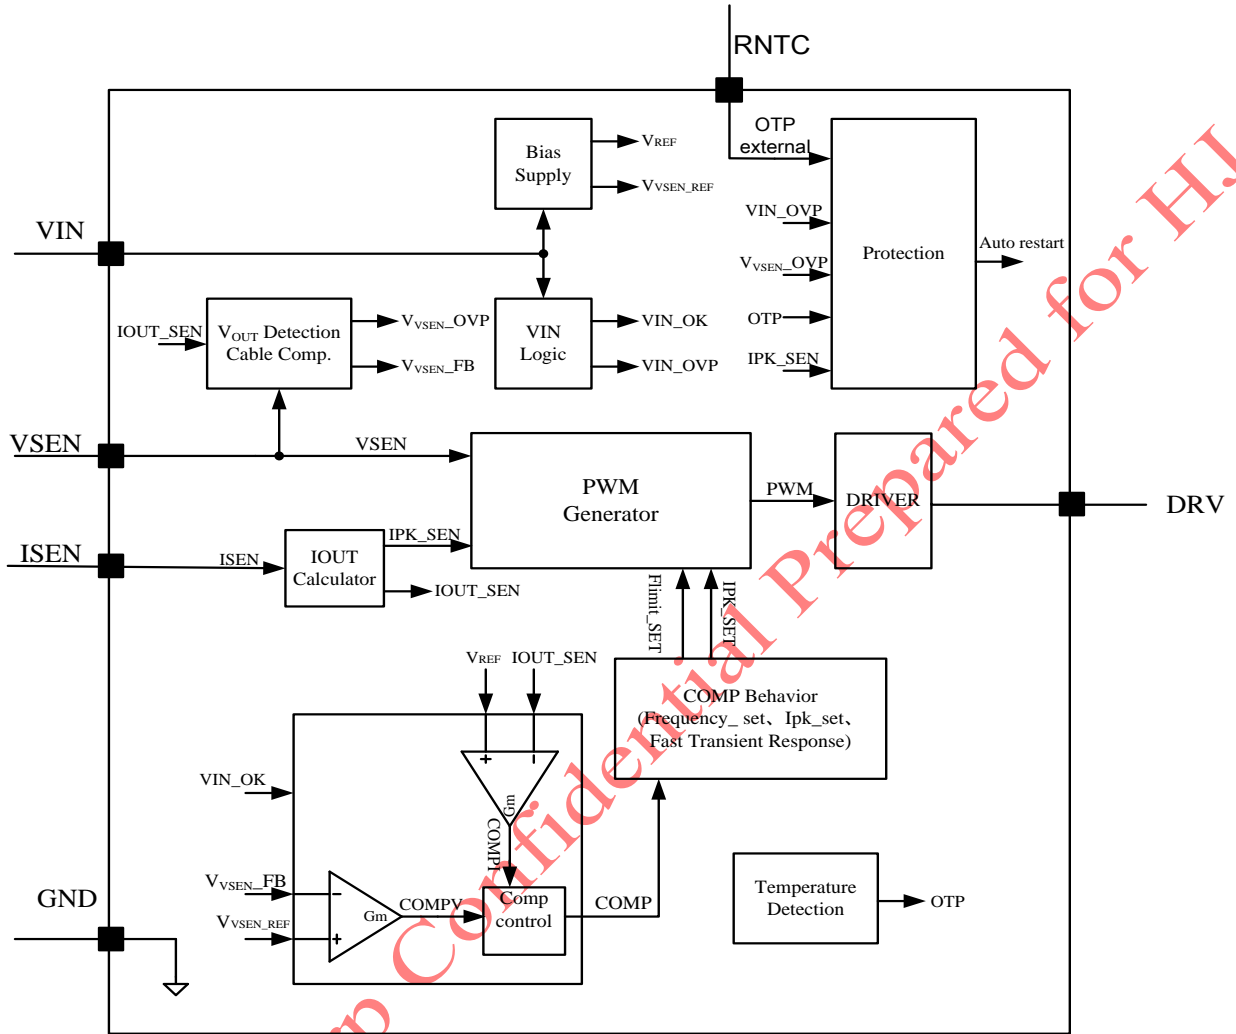 RNTC
OTP
external
Bias
Supply
VREF
VVSEN_REF
VIN
VIN_OVP
VVSEN_OVP
OTP
IPK_SEN
Protection
Auto restart
IOUT_SEN
VOUT Detection
Cable Comp.
VVSEN_OVP
VVSEN_FB
VIN
Logic
VIN_OK
VIN_OVP
VSEN
VSEN
PWM
Generator
PWM
DRIVER
DRV
ISEN
ISEN
IOUT
Calculator
IPK_SEN
IOUT_SEN
Flimit_SET
IPK_SET
VREF
IOUT_SEN
COMP Behavior
(Frequency_ set、Ipk_set、
Fast Transient Response)
VIN_OK
+
-
Gm
COMPI
VVSEN_FB
VVSEN_REF
-
+
Gm
COMPV
Comp
control
COMP
GND
Temperature
Detection
OTP
p Confidential Prepared for HJ